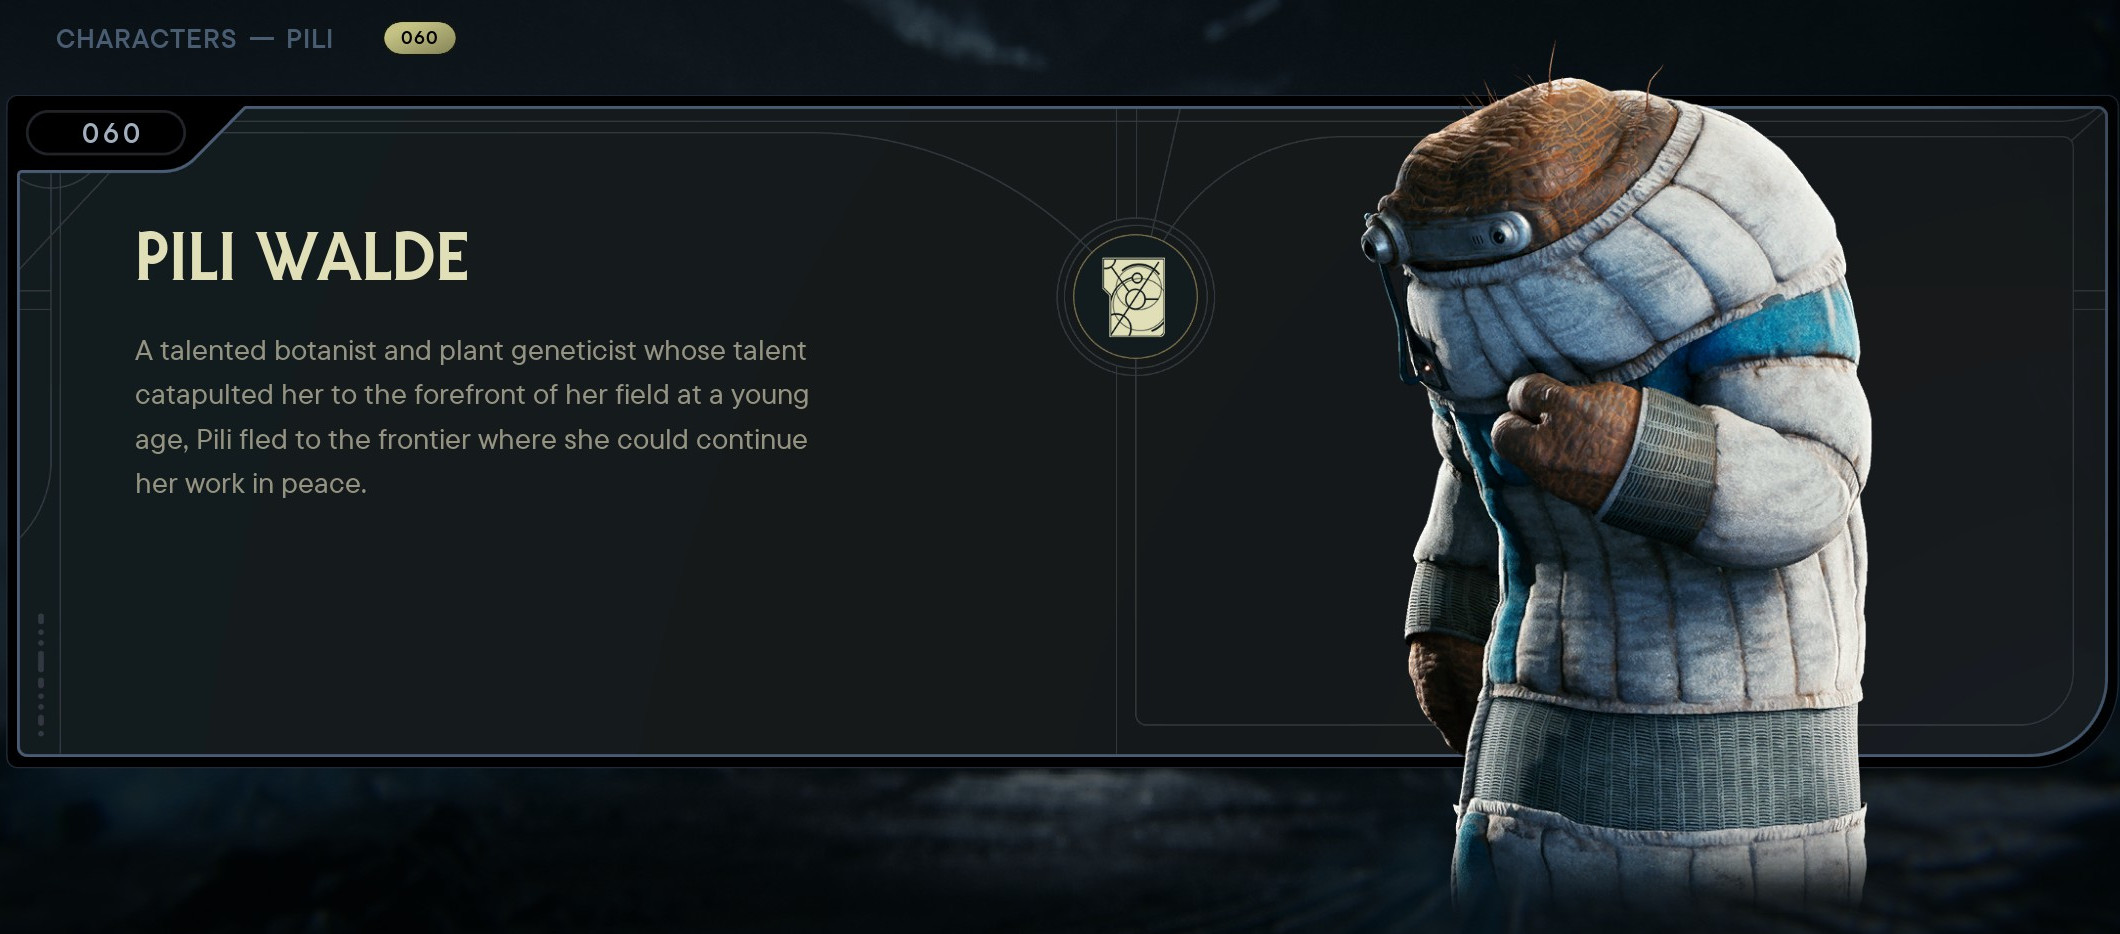 CHARACTERS — PILI 060
060
PILI WALDE
A talented botanist and plant geneticist whose talent
catapulted her to the forefront of her field at a young
age, Pili fled to the frontier where she could continue
her work in peace.